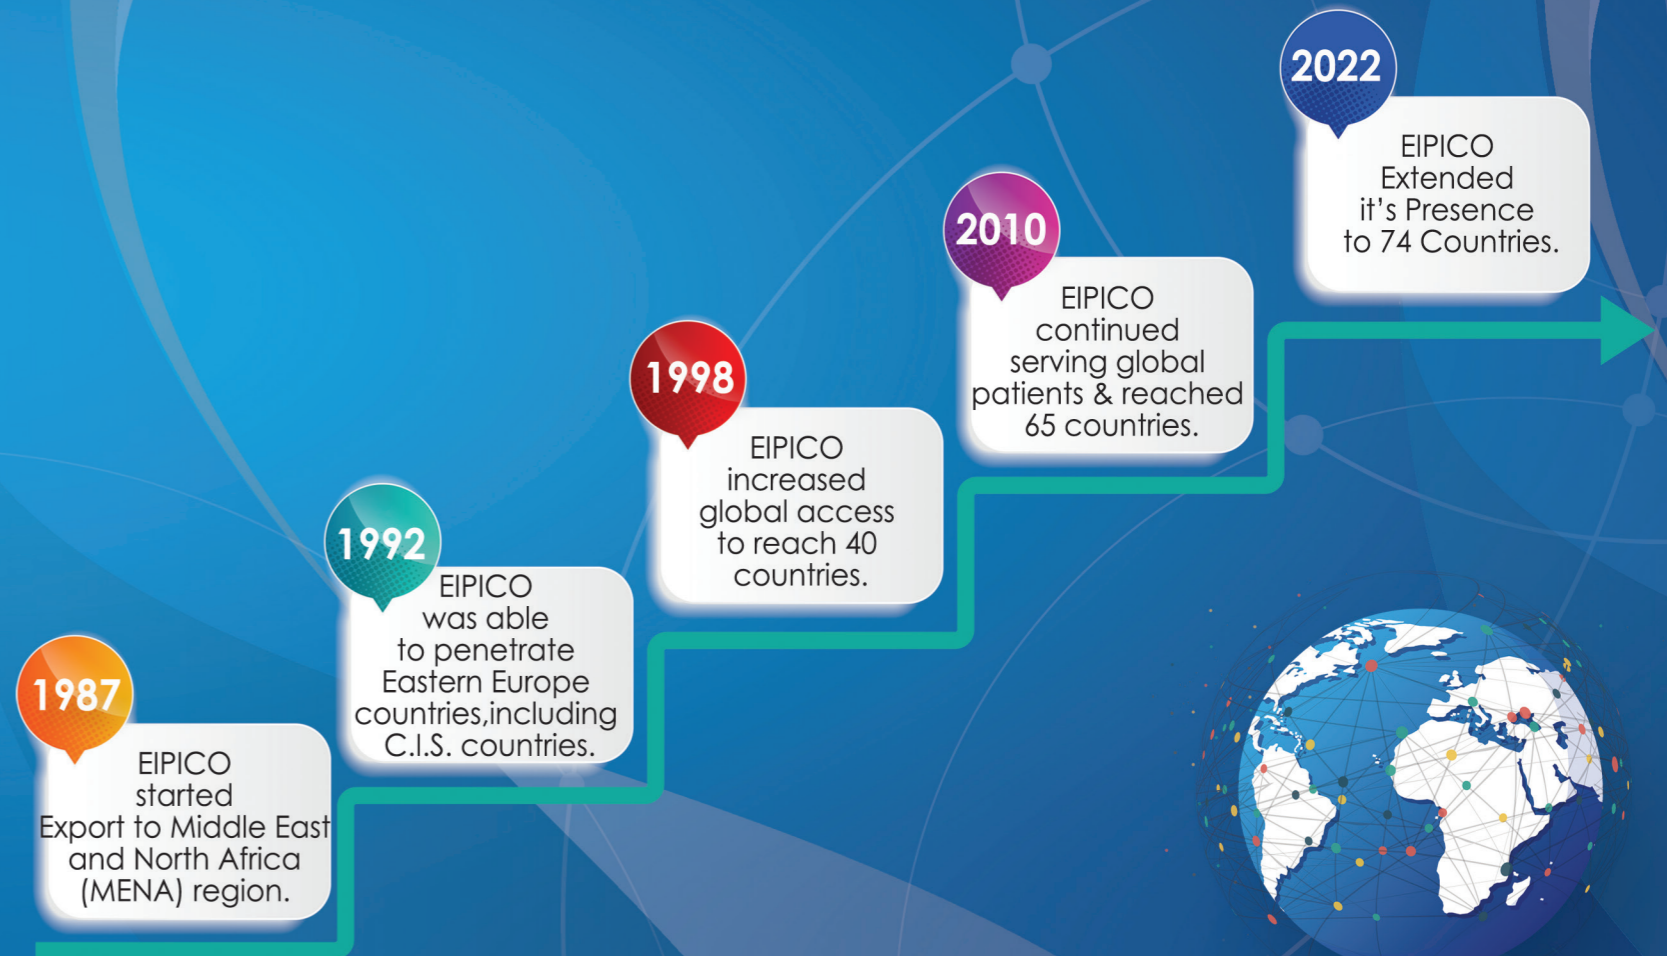 1987
EIPICO
started
Export to Middle East
and North Africa
(MENA) region.
1992
EIPICO
was able
to penetrate
Eastern Europe
countries,including
C.I.S. countries.
1998
EIPICO
increased
global access
to reach 40
countries.
2010
EIPICO
continued
serving global
patients & reached
65 countries.
2022
EIPICO
Extended
it's Presence
to 74 Countries.